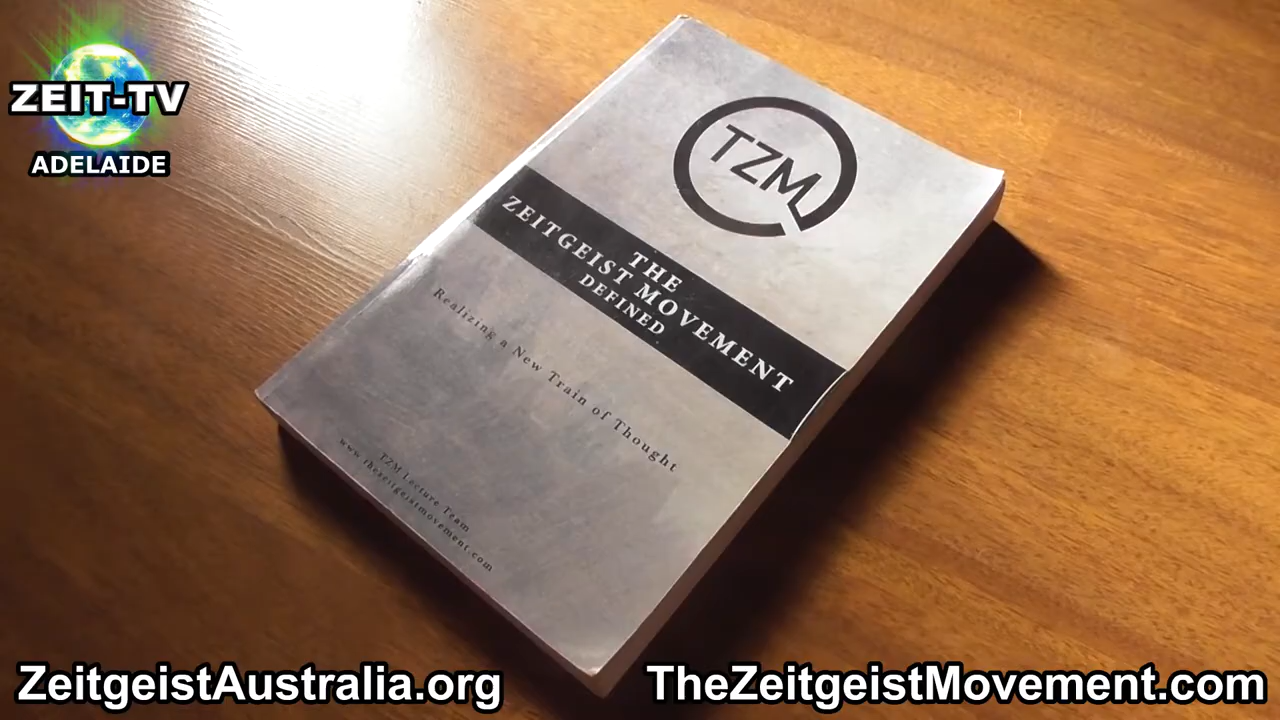 ZEIT-TV
ADELAIDE
TZM
THE
ZEITGEIST MOVEMENT
DEFINED
Realizing a New Train of Thought
TZM Lecture Team
www.thezeitgeistmovement.com
ZeitgeistAustralia.org
TheZeitgeistMovement.com